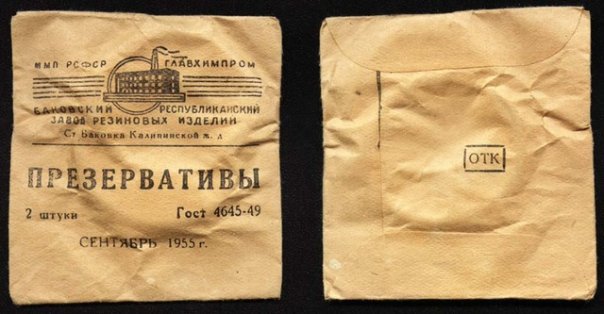 ММП РСФСР ГЛАВХИМПРОМ
БАКОВСКИЙ РЕСПУБЛИКАНСКИЙ
ЗАВОД РЕЗИНОВЫХ ИЗДЕЛИЙ
Ст Баковка Калининской ж. д
ПРЕЗЕРВАТИВЫ
2 штуки Гост 4645-49
СЕНТЯБРЬ 1955 г.
ОТК